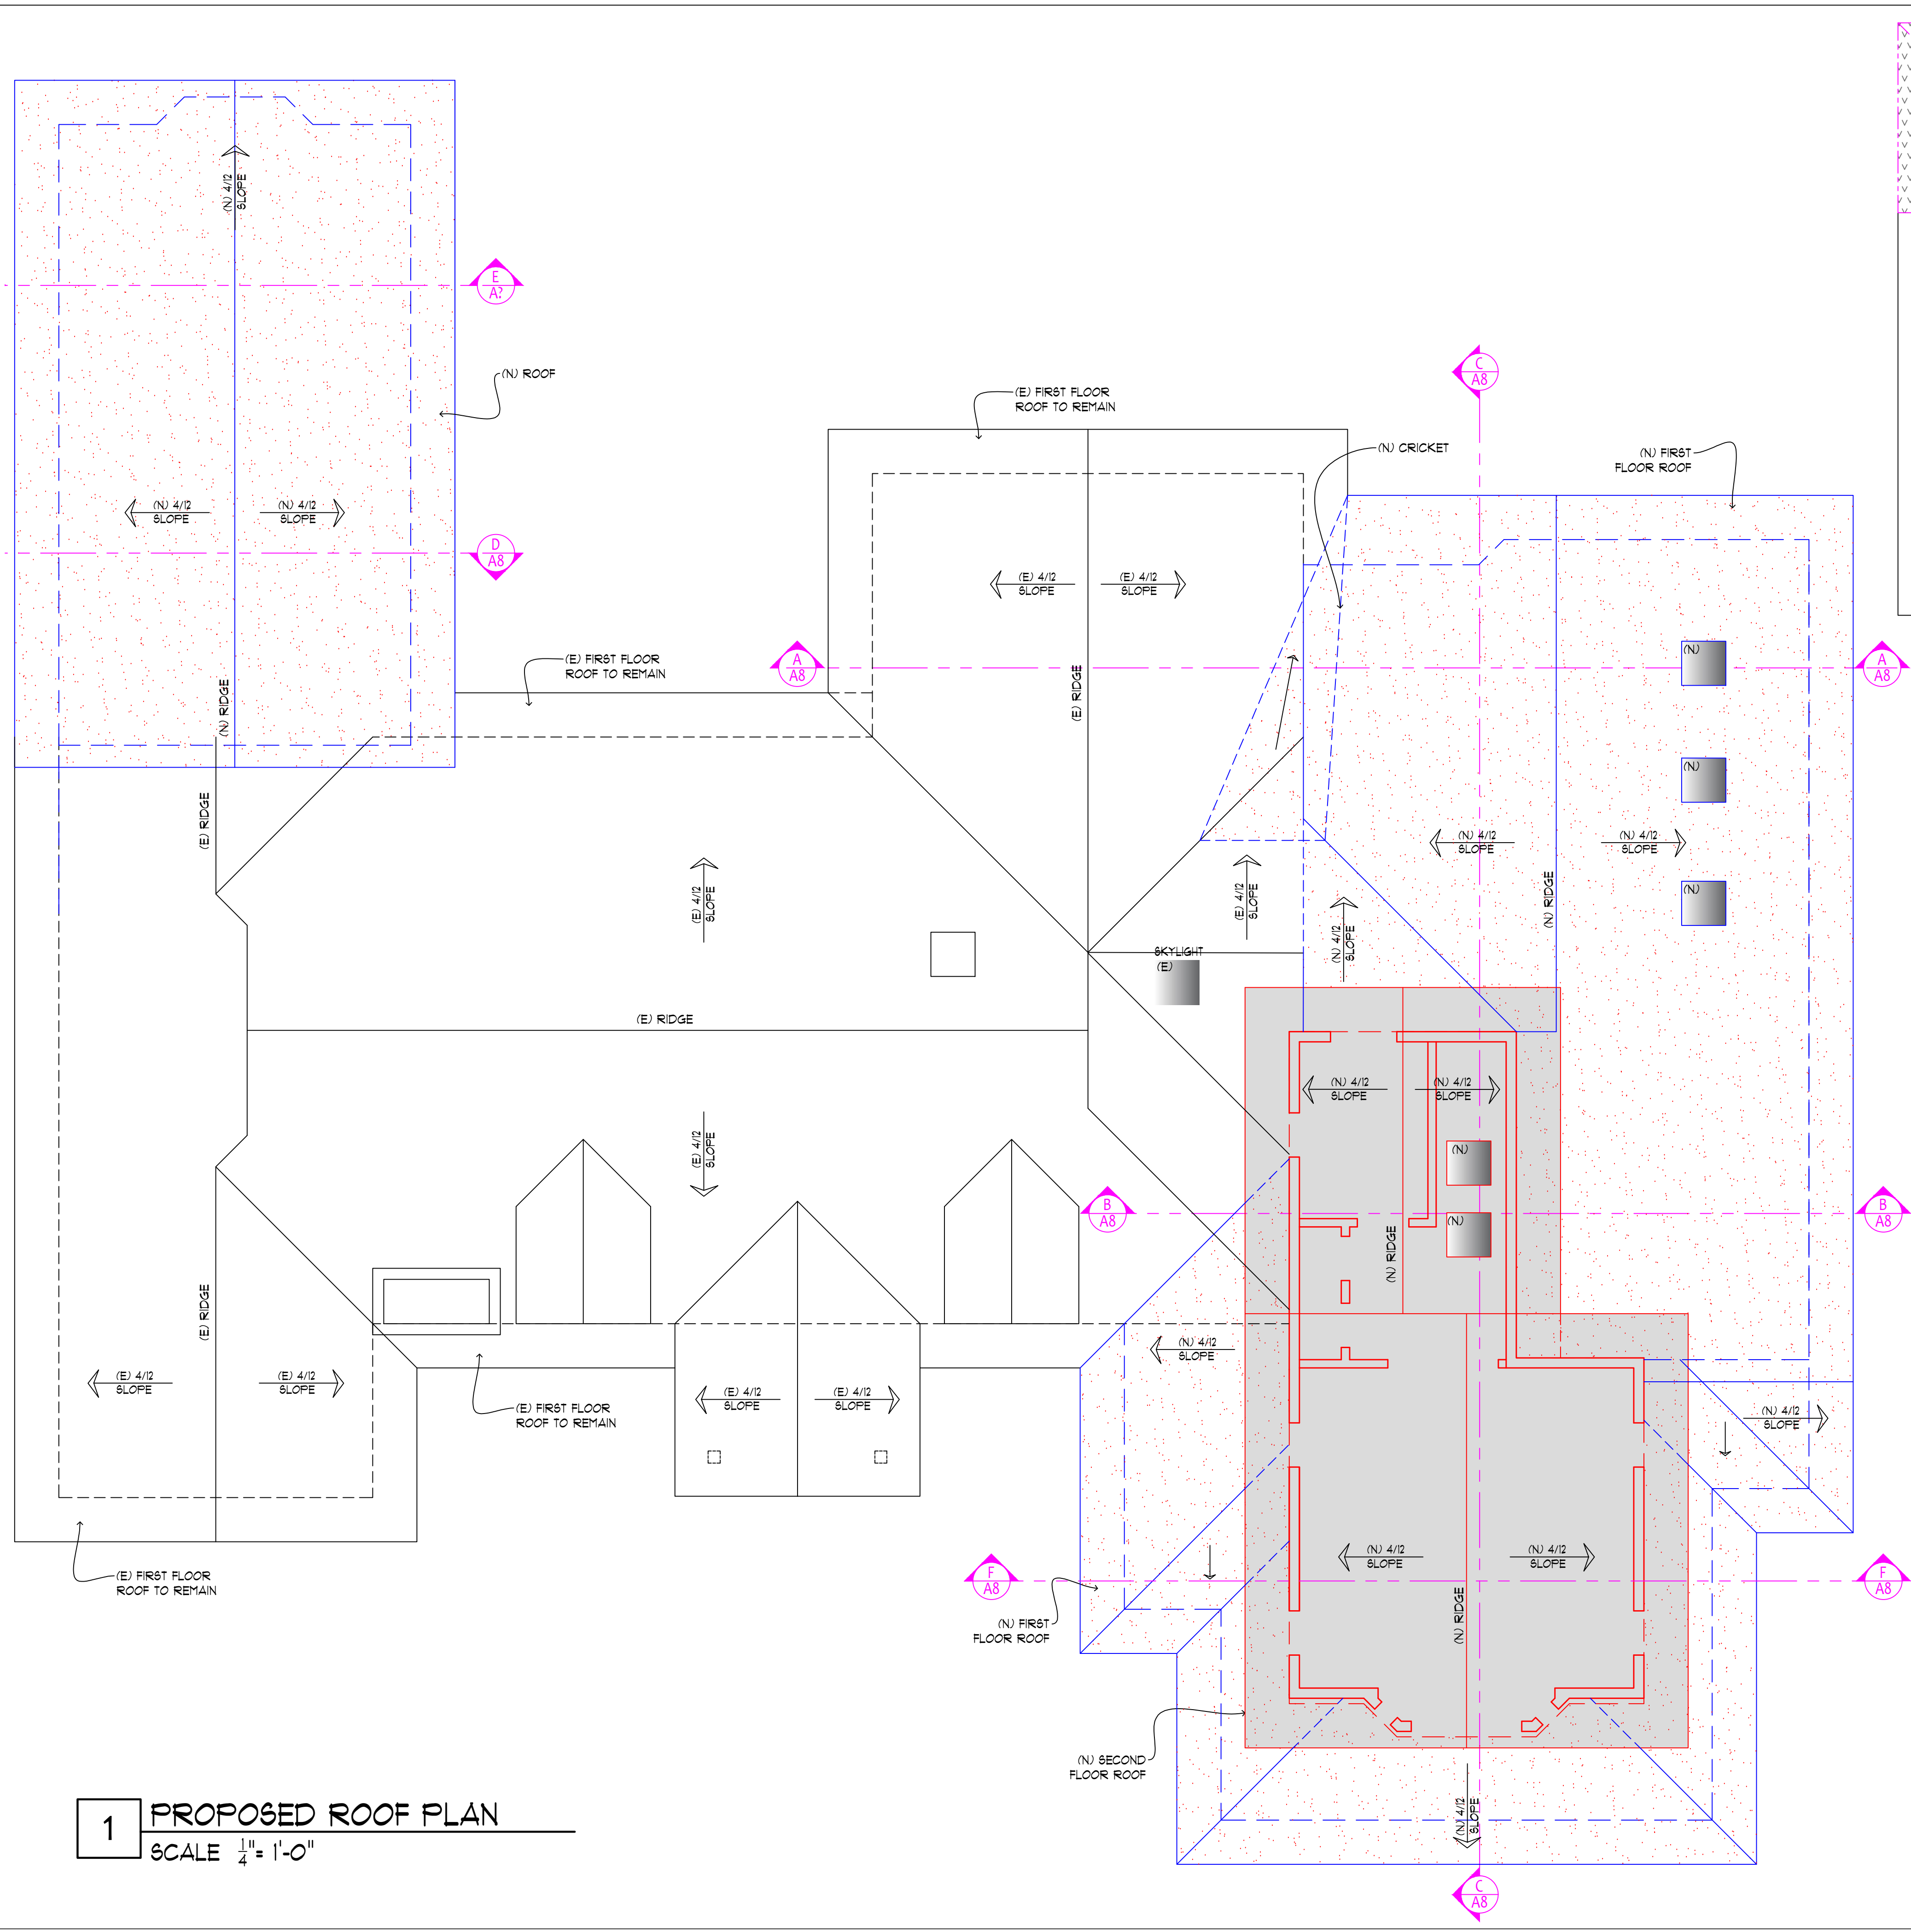 (N) 4/12
SLOPE
E
A?
(N) ROOF
C
A8
(E) FIRST FLOOR
ROOF TO REMAIN
(N) CRICKET
(N) FIRST
FLOOR ROOF
(N) 4/12
SLOPE
(N) 4/12
SLOPE
D
A8
(E) 4/12
SLOPE
(E) 4/12
SLOPE
(E) FIRST FLOOR
ROOF TO REMAIN
A
A8
(N)
A
A8
(N) RIDGE
(E) RIDGE
(N)
(E) RIDGE
(N) 4/12
SLOPE
(N) 4/12
SLOPE
(E) 4/12
SLOPE
(E) 4/12
SLOPE
(N) 4/12
SLOPE
(N) RIDGE
(N)
SKYLIGHT
(E)
(E) RIDGE
(N) 4/12
SLOPE
(N) 4/12
SLOPE
(E) 4/12
SLOPE
(N)
B
A8
(N)
B
A8
(N) RIDGE
(E) RIDGE
(N) 4/12
SLOPE
(E) 4/12
SLOPE
(E) 4/12
SLOPE
(E) 4/12
SLOPE
(E) 4/12
SLOPE
(E) FIRST FLOOR
ROOF TO REMAIN
(N) 4/12
SLOPE
(N) 4/12
SLOPE
(N) 4/12
SLOPE
(E) FIRST FLOOR
ROOF TO REMAIN
F
A8
F
A8
(N) RIDGE
(N) FIRST
FLOOR ROOF
(N) SECOND
FLOOR ROOF
(N) 4/12
SLOPE
1
PROPOSED ROOF PLAN
SCALE 1/4"= 1'-0"
C
A8